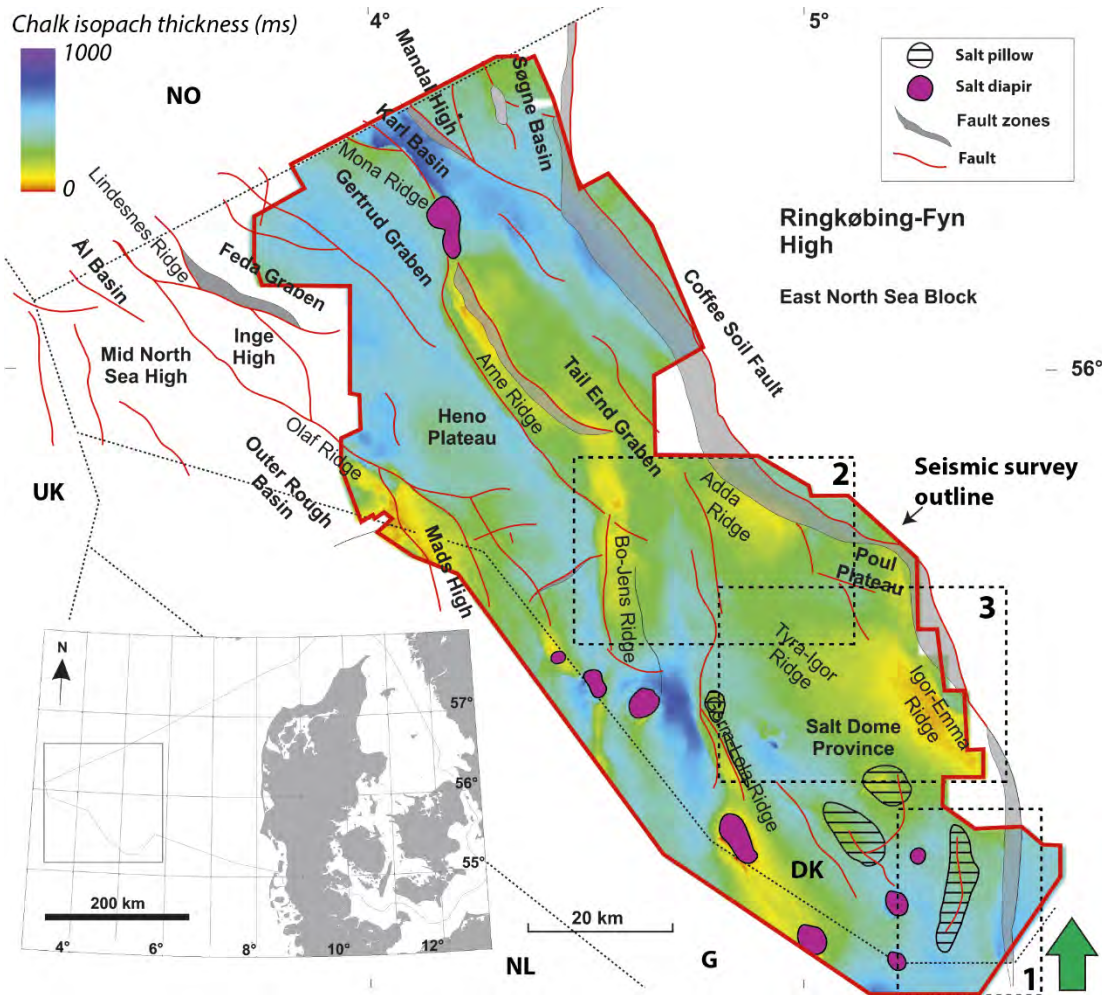 Chalk isopach thickness (ms)
1000
0
4°
5°
56°
NO
UK
NL
G
DK
Salt pillow
Salt diapir
Fault zones
Fault
Mandal High
Søgne Basin
Karl Basin
Mona Ridge
Gertrud Graben
Lindesnes Ridge
Ål Basin
Feda Graben
Inge
High
Mid North
Sea High
Ringkøbing-Fyn
High
East North Sea Block
Coffee Soil Fault
Arne Ridge
Tail End Graben
Heno
Plateau
Olaf Ridge
Outer Rough
Basin
Mads High
Seismic survey
outline
2
Adda
Ridge
Bo-Jens Ridge
Poul
Plateau
3
Tyra-Igor
Ridge
Igor-Emma
Ridge
Salt Dome
Province
Gorra-Lola Ridge
1
20 km
N
57°
56°
55°
200 km
4°
6°
8°
10°
12°